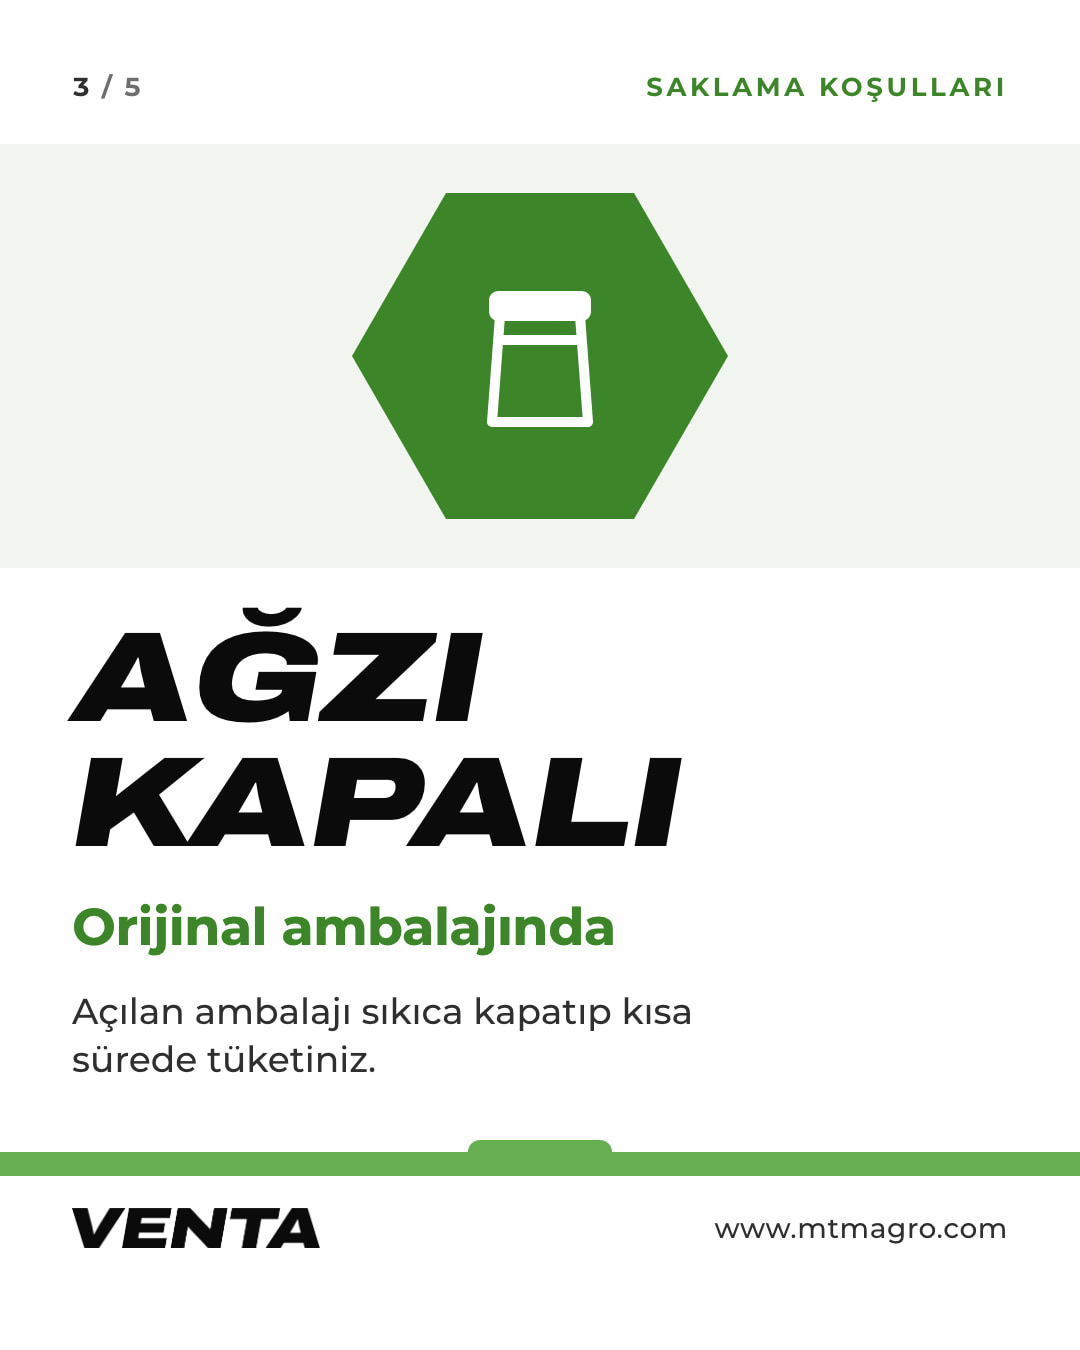 3 / 5
SAKLAMA KOŞULLARI
AĞZI
KAPALI
Orijinal ambalajında
Açılan ambalajı sıkıca kapatıp kısa
sürede tüketiniz.
VENTA
www.mtmagro.com